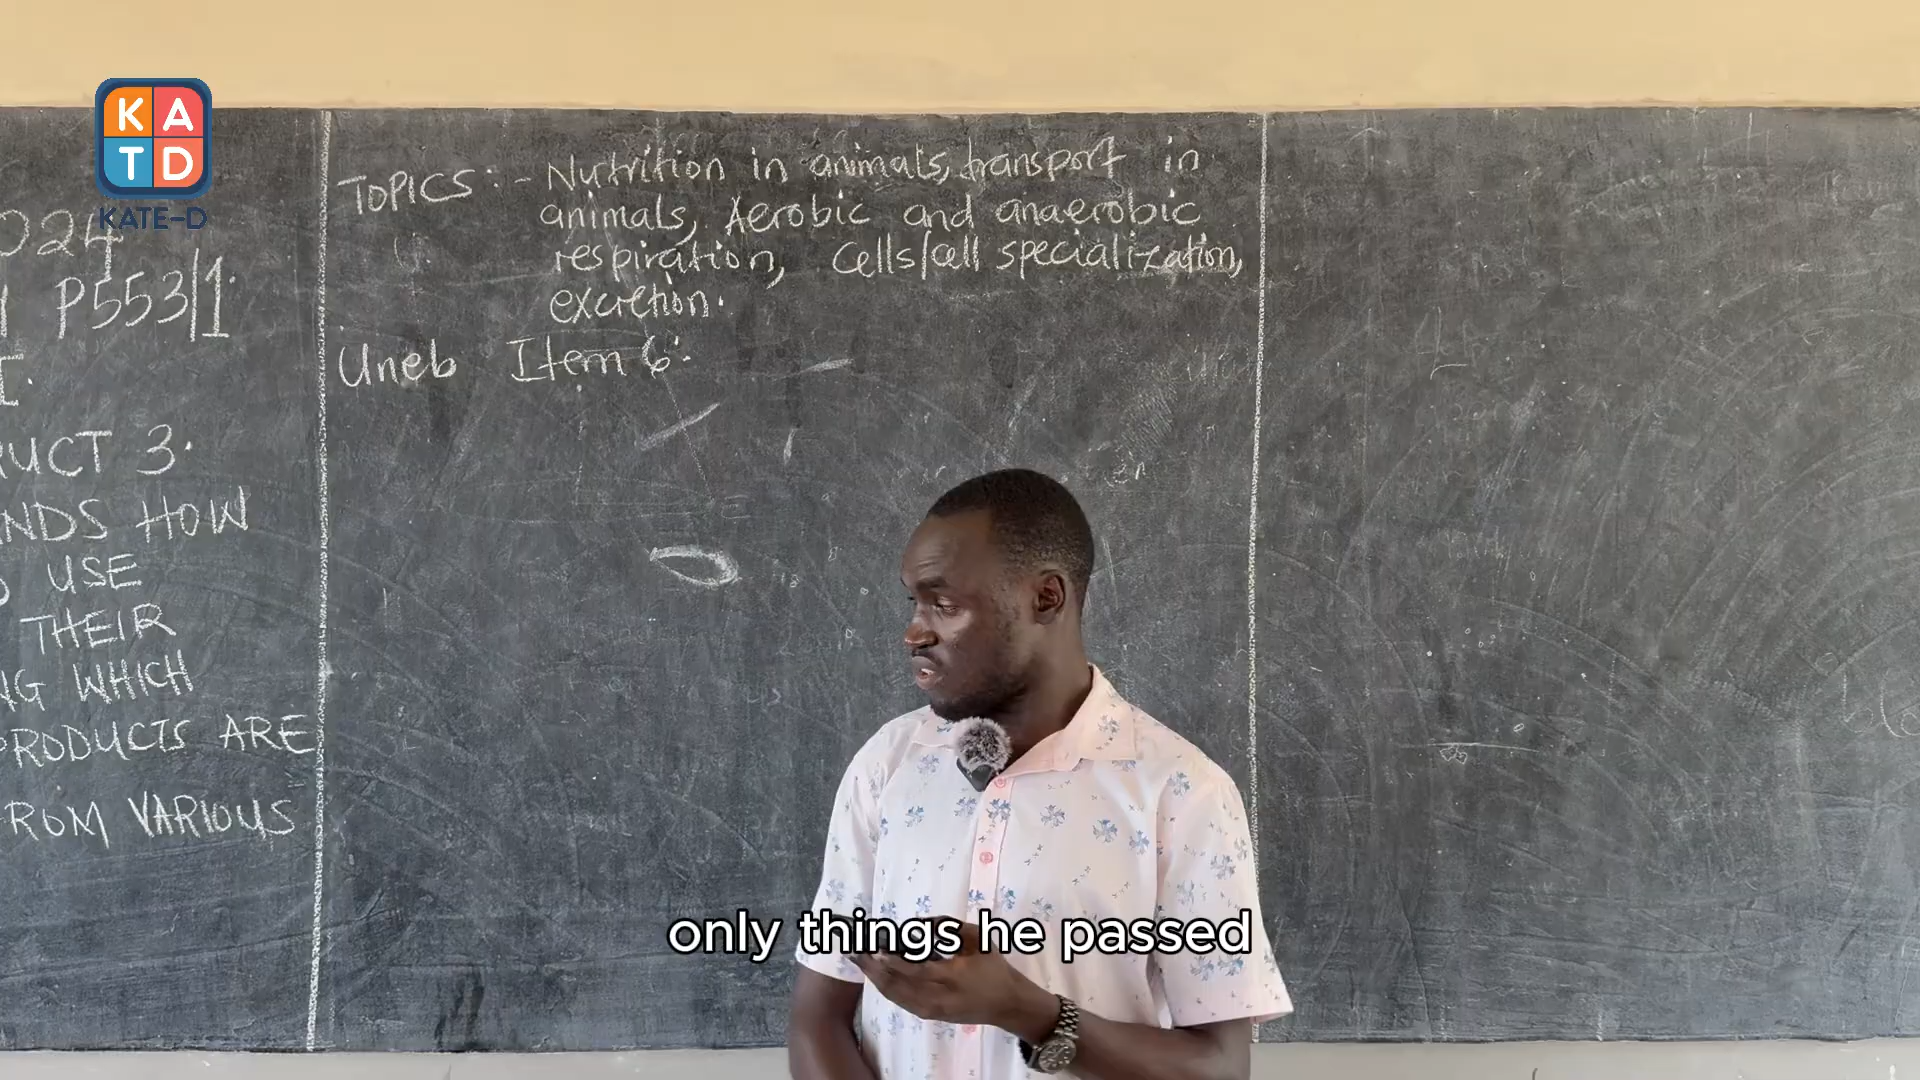 KA
TD
KATE-D
024
P553/1
UCT 3.
NDS HOW
USE
THEIR
WHICH
PRODUCTS ARE
ROM VARIOUS
TOPICS:- Nutrition in animals, transport in
animals, Aerobic and anaerobic
respiration, Cells/cell specialization,
excretion.
Uneb Item 6:
only things he passed